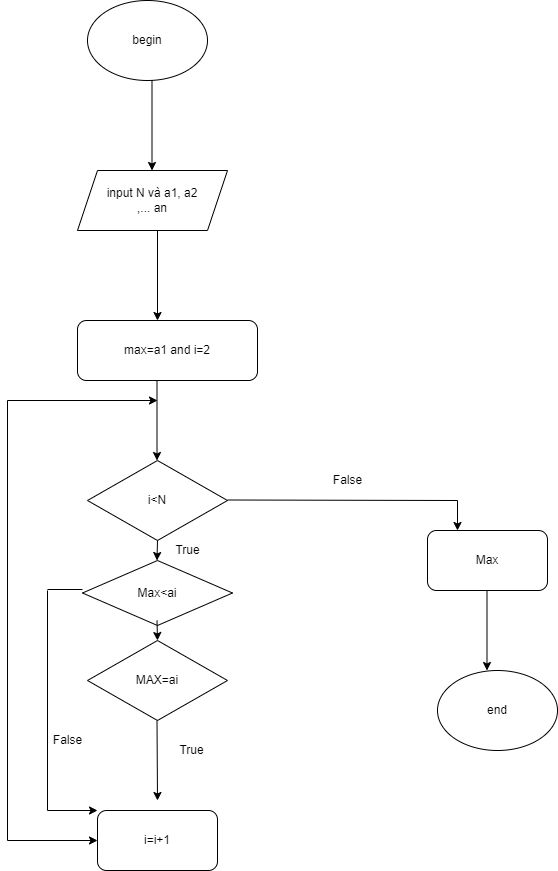 begin
input N và a1, a2
,... an
max=a1 and i=2
i<N
False
True
Max
Max<ai
MAX=ai
end
False
True
i=i+1